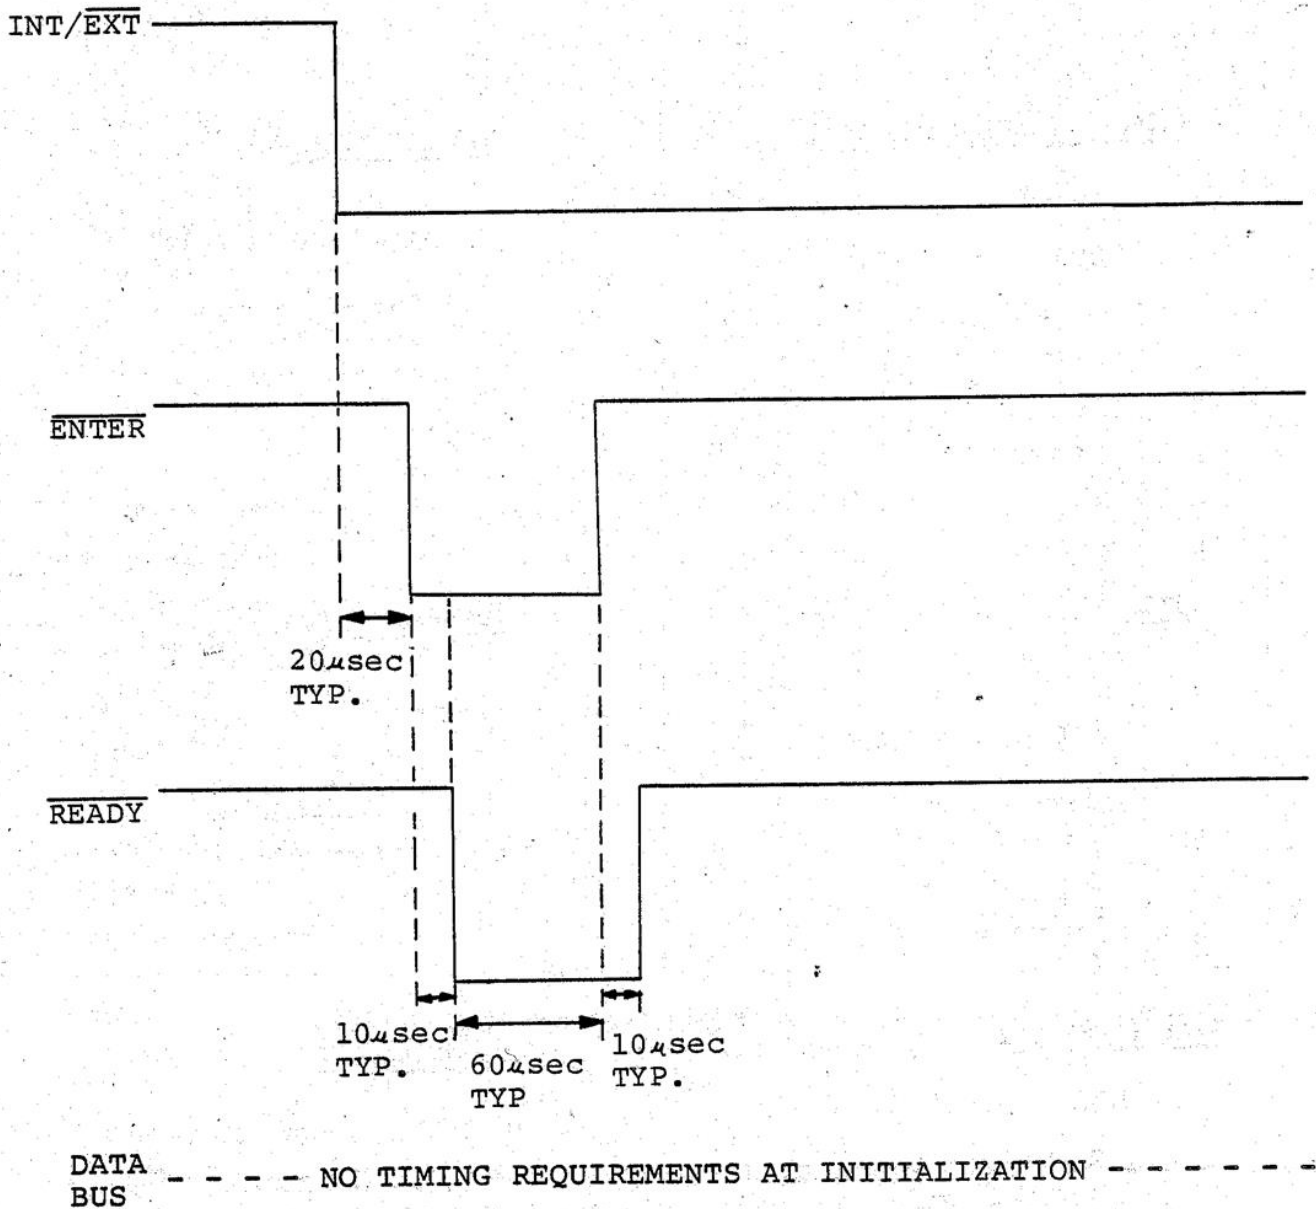 INT/EXT
ENTER
20μsec
TYP.
READY
10μsec
TYP.
60μsec
TYP
10μsec
TYP.
DATA
BUS
NO TIMING REQUIREMENTS AT INITIALIZATION